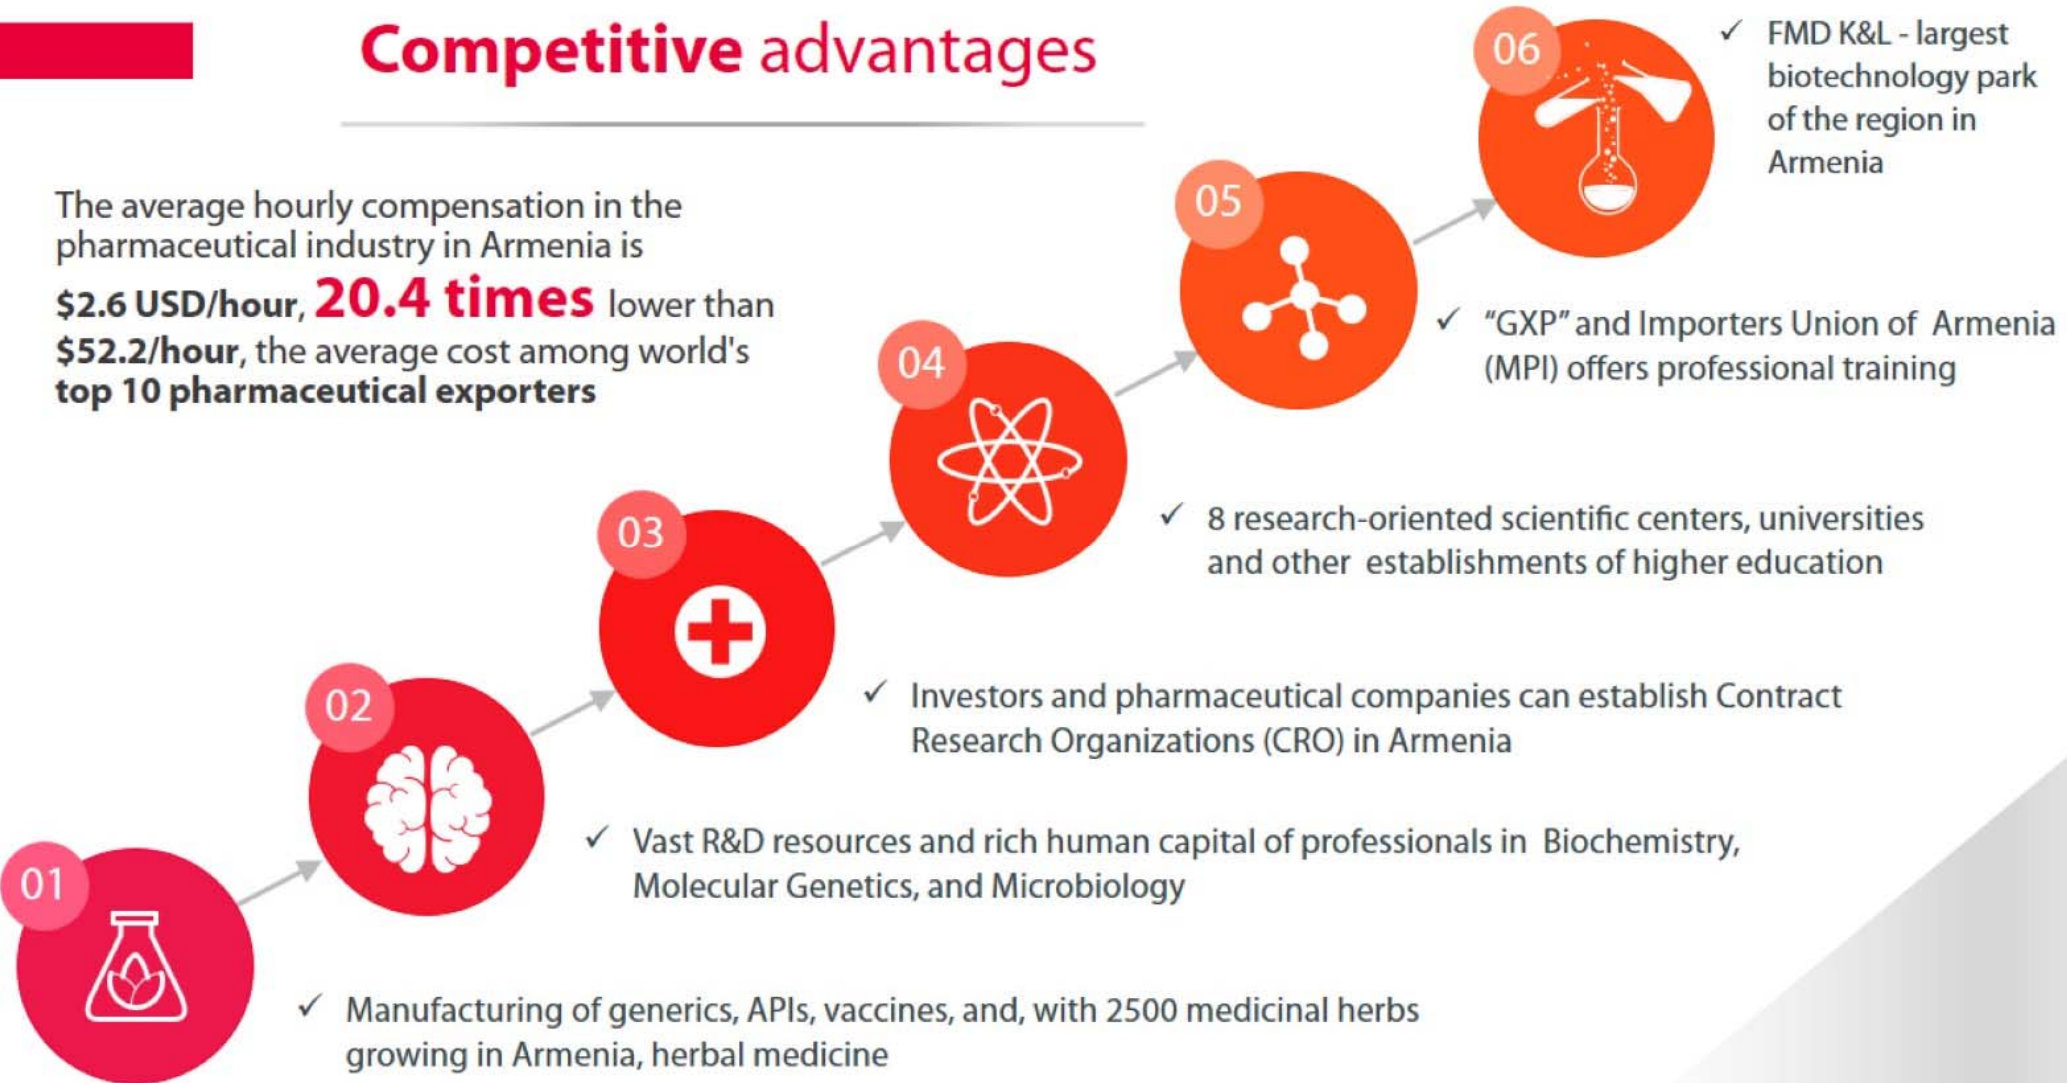 Competitive advantages
The average hourly compensation in the
pharmaceutical industry in Armenia is
$2.6 USD/hour, 20.4 times lower than
$52.2/hour, the average cost among world's
top 10 pharmaceutical exporters
06
✓ FMD K&L - largest
biotechnology park
of the region in
Armenia
05
✓ “GXP” and Importers Union of Armenia
(MPI) offers professional training
04
✓ 8 research-oriented scientific centers, universities
and other establishments of higher education
03
✓ Investors and pharmaceutical companies can establish Contract
Research Organizations (CRO) in Armenia
02
✓ Vast R&D resources and rich human capital of professionals in Biochemistry,
Molecular Genetics, and Microbiology
01
✓ Manufacturing of generics, APIs, vaccines, and, with 2500 medicinal herbs
growing in Armenia, herbal medicine